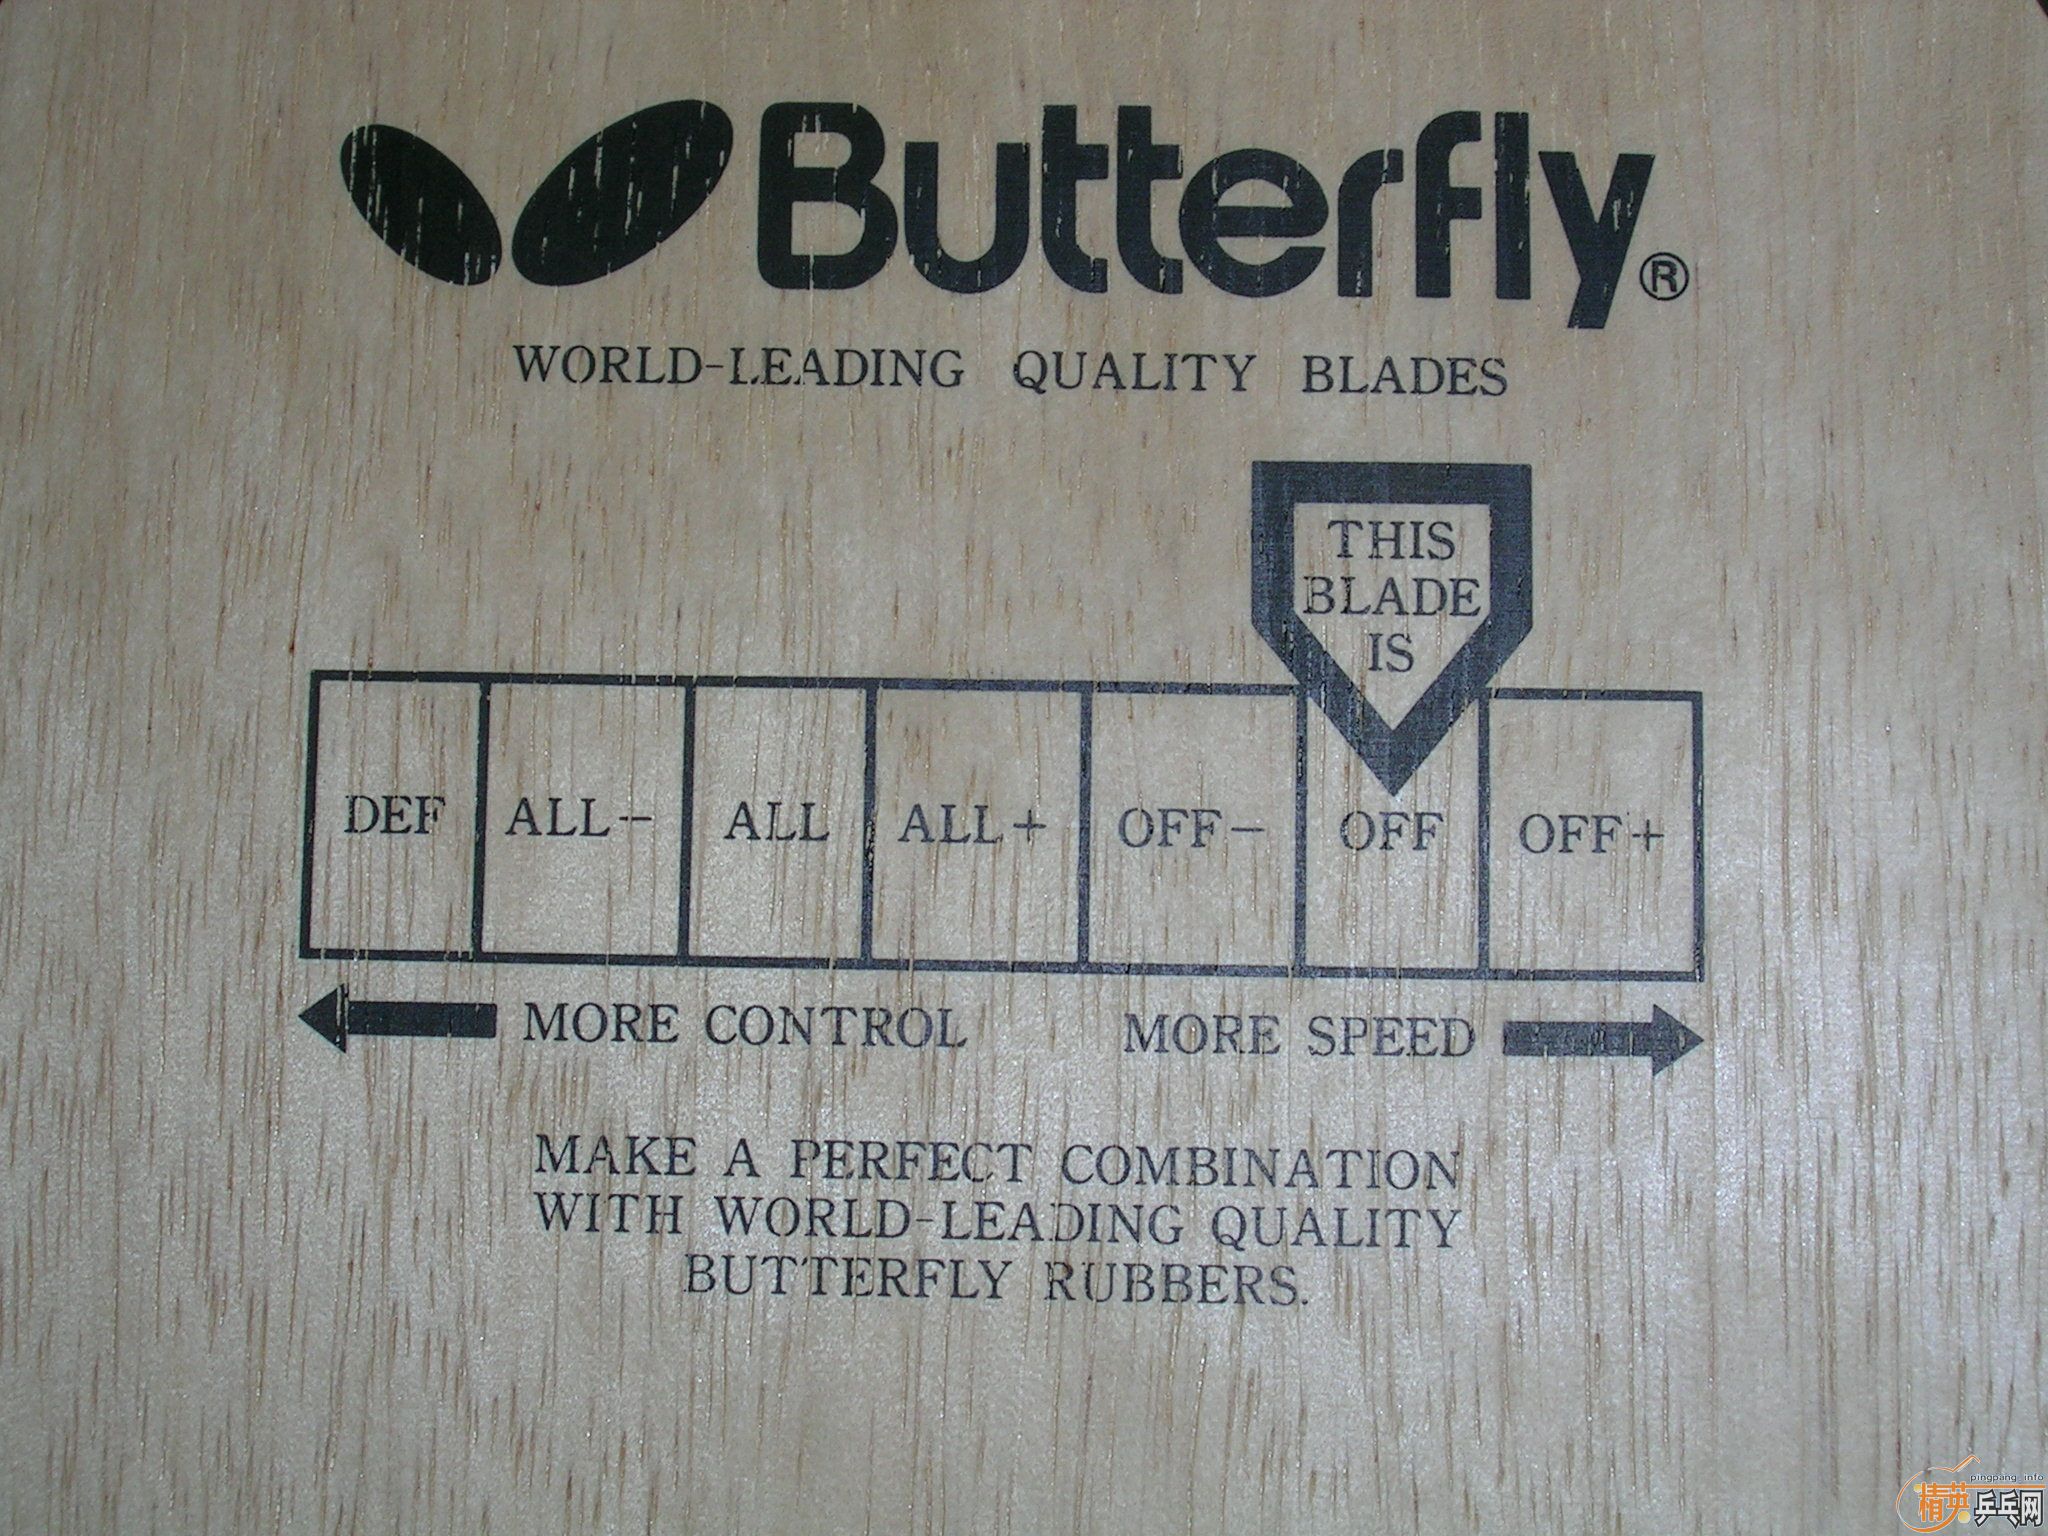 Butterfly®
WORLD-LEADING QUALITY BLADES
THIS
BLADE
IS
DEF ALL- ALL ALL+ OFF- OFF OFF+
MORE CONTROL MORE SPEED
MAKE A PERFECT COMBINATION
WITH WORLD-LEADING QUALITY
BUTTERFLY RUBBERS.
pingpang_info
精英乒乓网